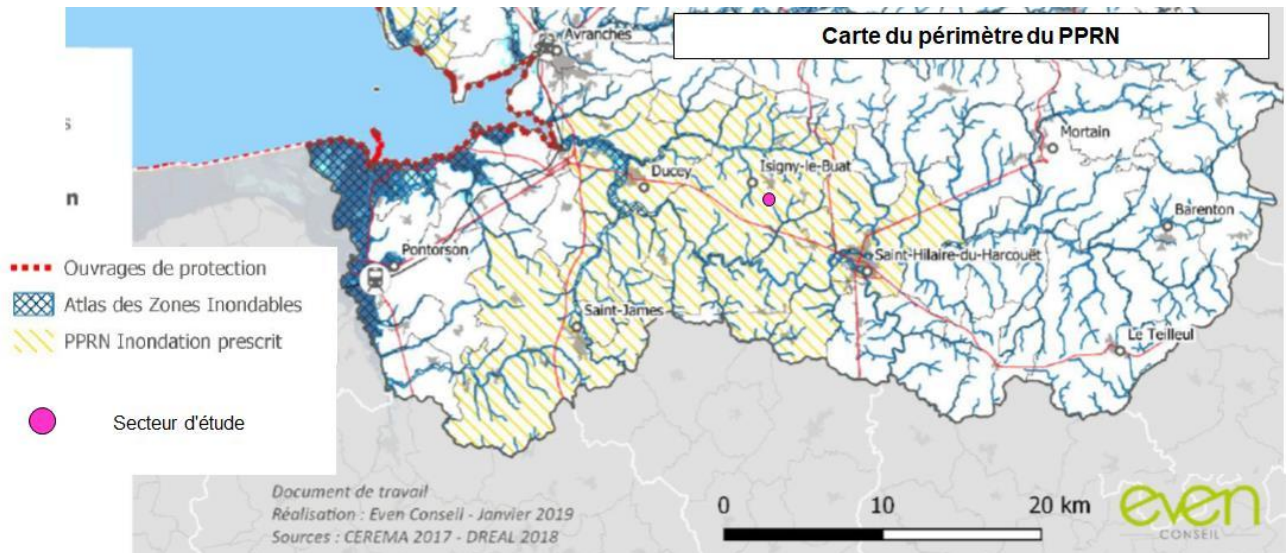 Carte du périmètre du PPRN
Avranches
Mortain
s
Ducey
Isigny-le-Buat
n
Barenton
Ouvrages de protection
Pontorson
Saint-Hilaire-du-Harcouët
Atlas des Zones Inondables
Saint-James
PPRN Inondation prescrit
Le Teilleul
Secteur d'étude
Document de travail
Réalisation : Even Conseil - Janvier 2019
Sources : CEREMA 2017 - DREAL 2018
0 10 20 km
even
CONSEIL